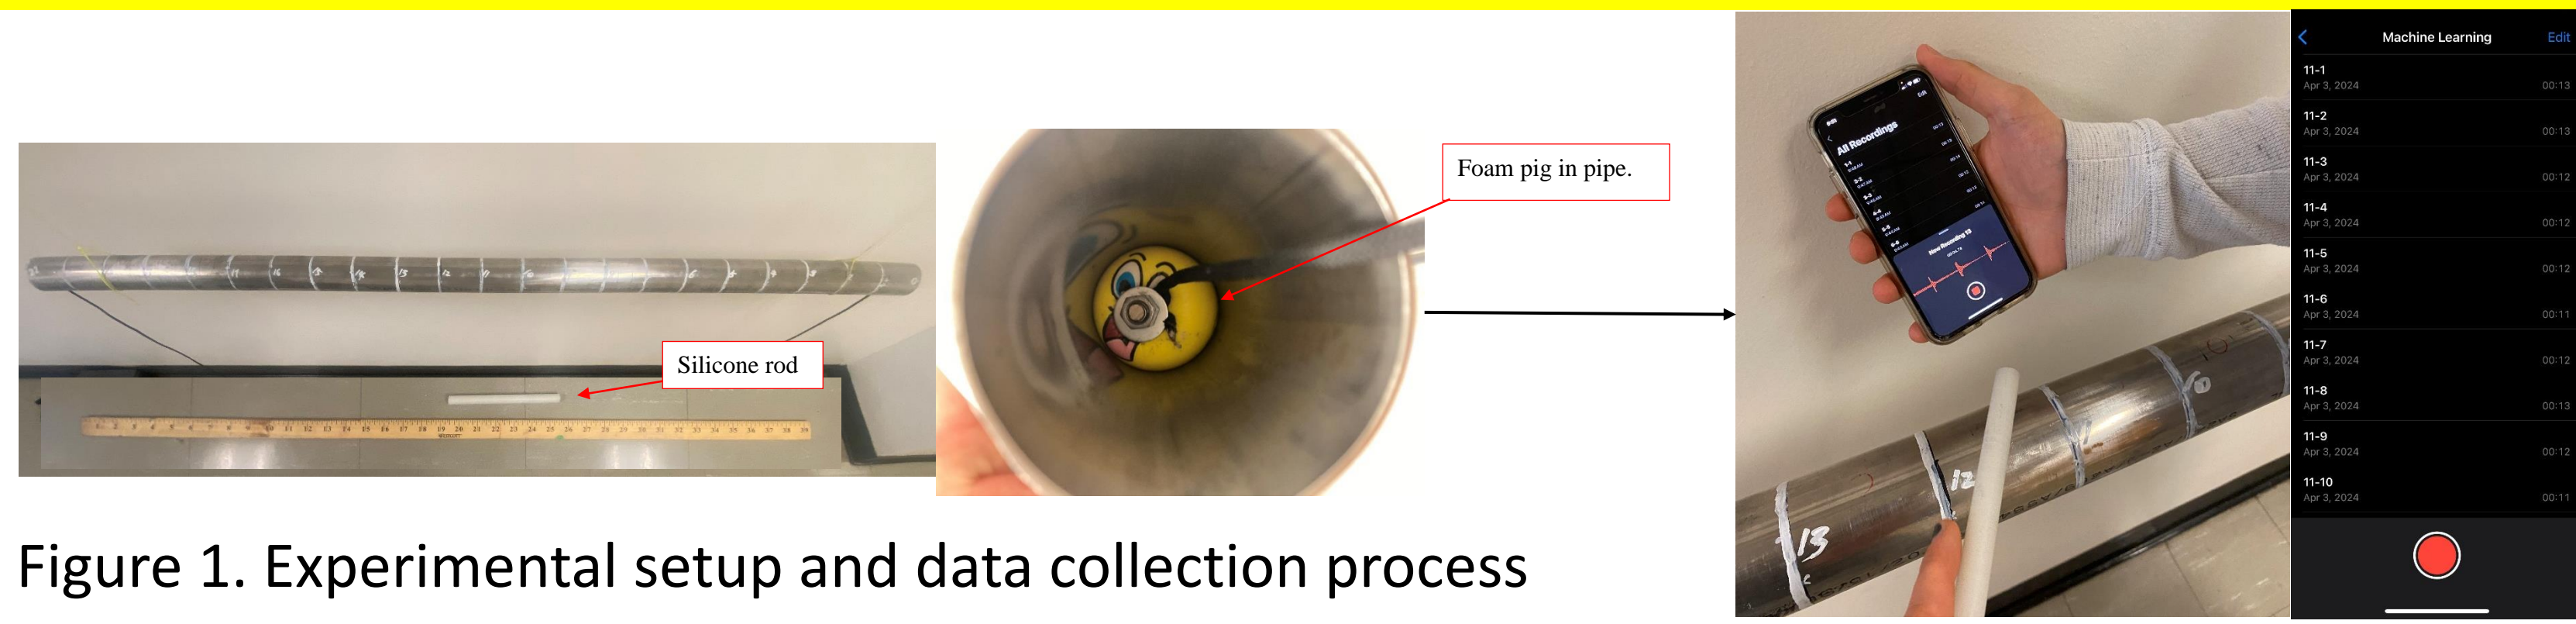 Silicone rod
Foam pig in pipe.
All Recordings
Edit
New Recording 13
12
13
Machine Learning
Edit
11-1
Apr 3, 2024
00:13
11-2
Apr 3, 2024
00:13
11-3
Apr 3, 2024
00:12
11-4
Apr 3, 2024
00:12
11-5
Apr 3, 2024
00:12
11-6
Apr 3, 2024
00:11
11-7
Apr 3, 2024
00:12
11-8
Apr 3, 2024
00:13
11-9
Apr 3, 2024
00:12
11-10
Apr 3, 2024
00:11
Figure 1. Experimental setup and data collection process